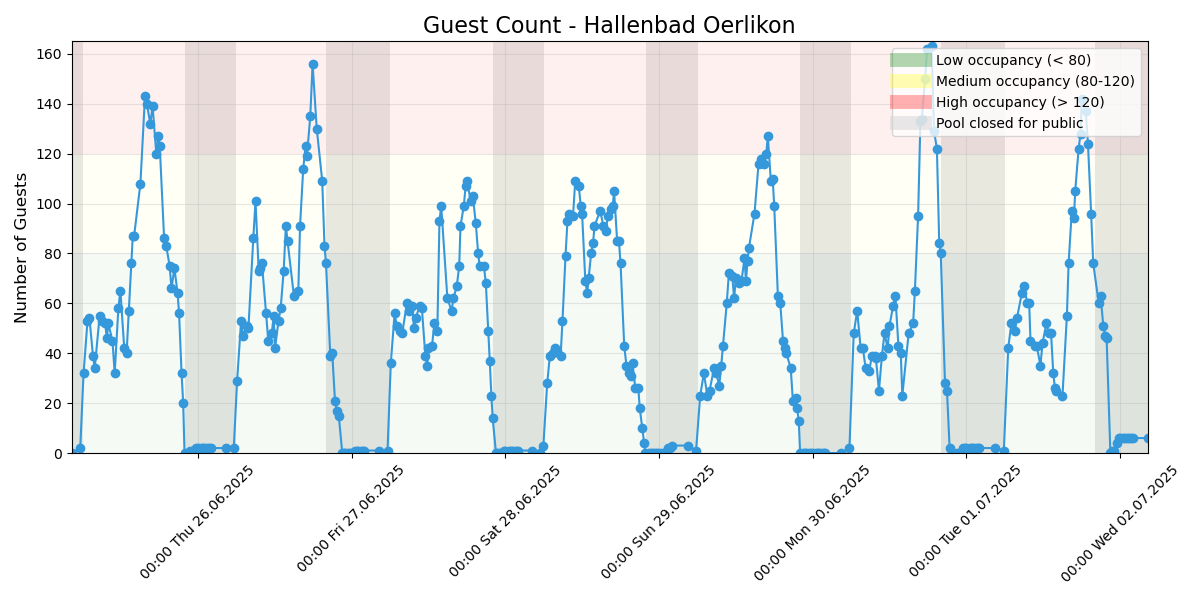 Guest Count - Hallenbad Oerlikon
Number of Guests
160
140
120
100
80
60
40
20
0
Low occupancy (< 80)
Medium occupancy (80-120)
High occupancy (> 120)
Pool closed for public
00:00 Thu 26.06.2025
00:00 Fri 27.06.2025
00:00 Sat 28.06.2025
00:00 Sun 29.06.2025
00:00 Mon 30.06.2025
00:00 Tue 01.07.2025
00:00 Wed 02.07.2025